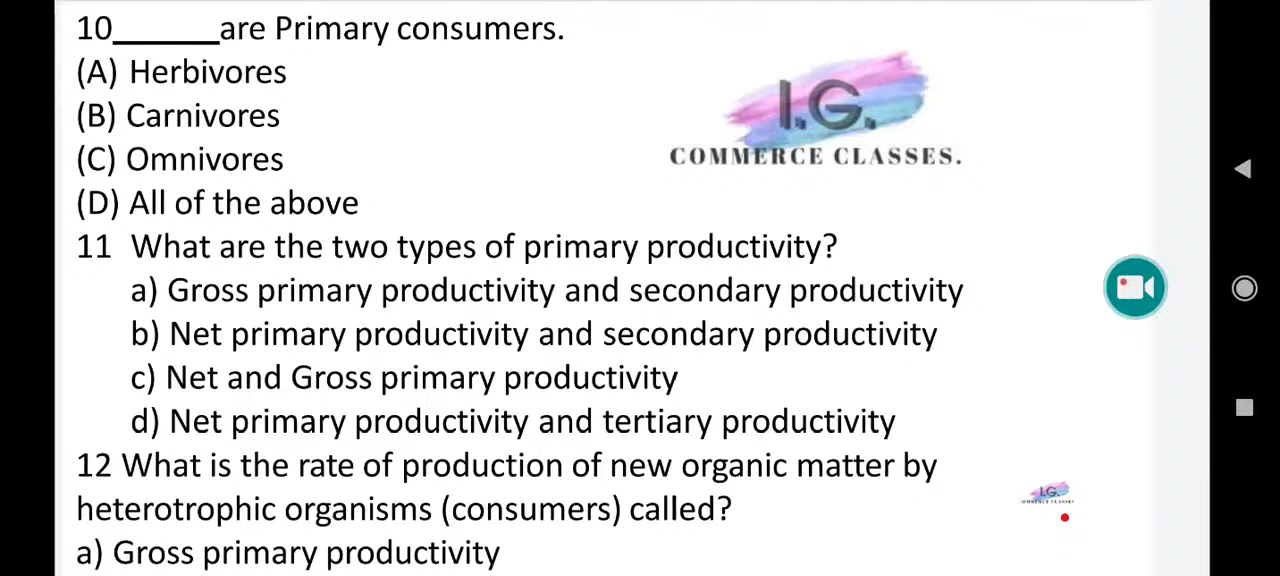 10______are Primary consumers.
(A) Herbivores
(B) Carnivores
(C) Omnivores
(D) All of the above
I.G.
COMMERCE CLASSES.
11 What are the two types of primary productivity?
a) Gross primary productivity and secondary productivity
b) Net primary productivity and secondary productivity
c) Net and Gross primary productivity
d) Net primary productivity and tertiary productivity
12 What is the rate of production of new organic matter by
heterotrophic organisms (consumers) called?
I.G.
COMMERCE CLASSES
a) Gross primary productivity